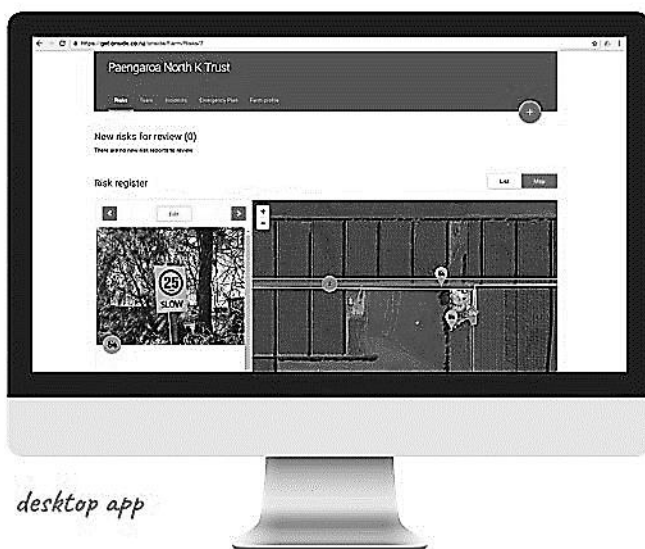 Paengaroa North K Trust
Risks Team Incidents Emergency Plan Farm profile
+
New risks for review (0)
There are no new risk reports to review
Risk register
List Map
Edit
+
-
25
SLOW
desktop app